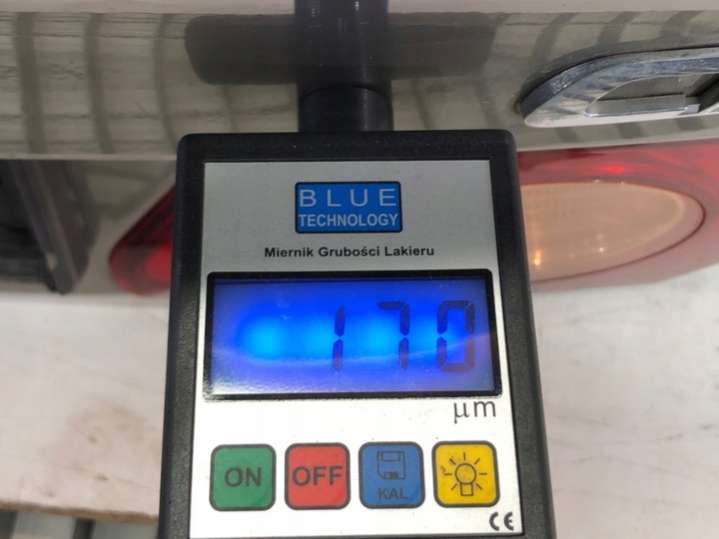 BLUE
TECHNOLOGY
Miernik Grubości Lakieru
170
μm
ON OFF KAL
CE